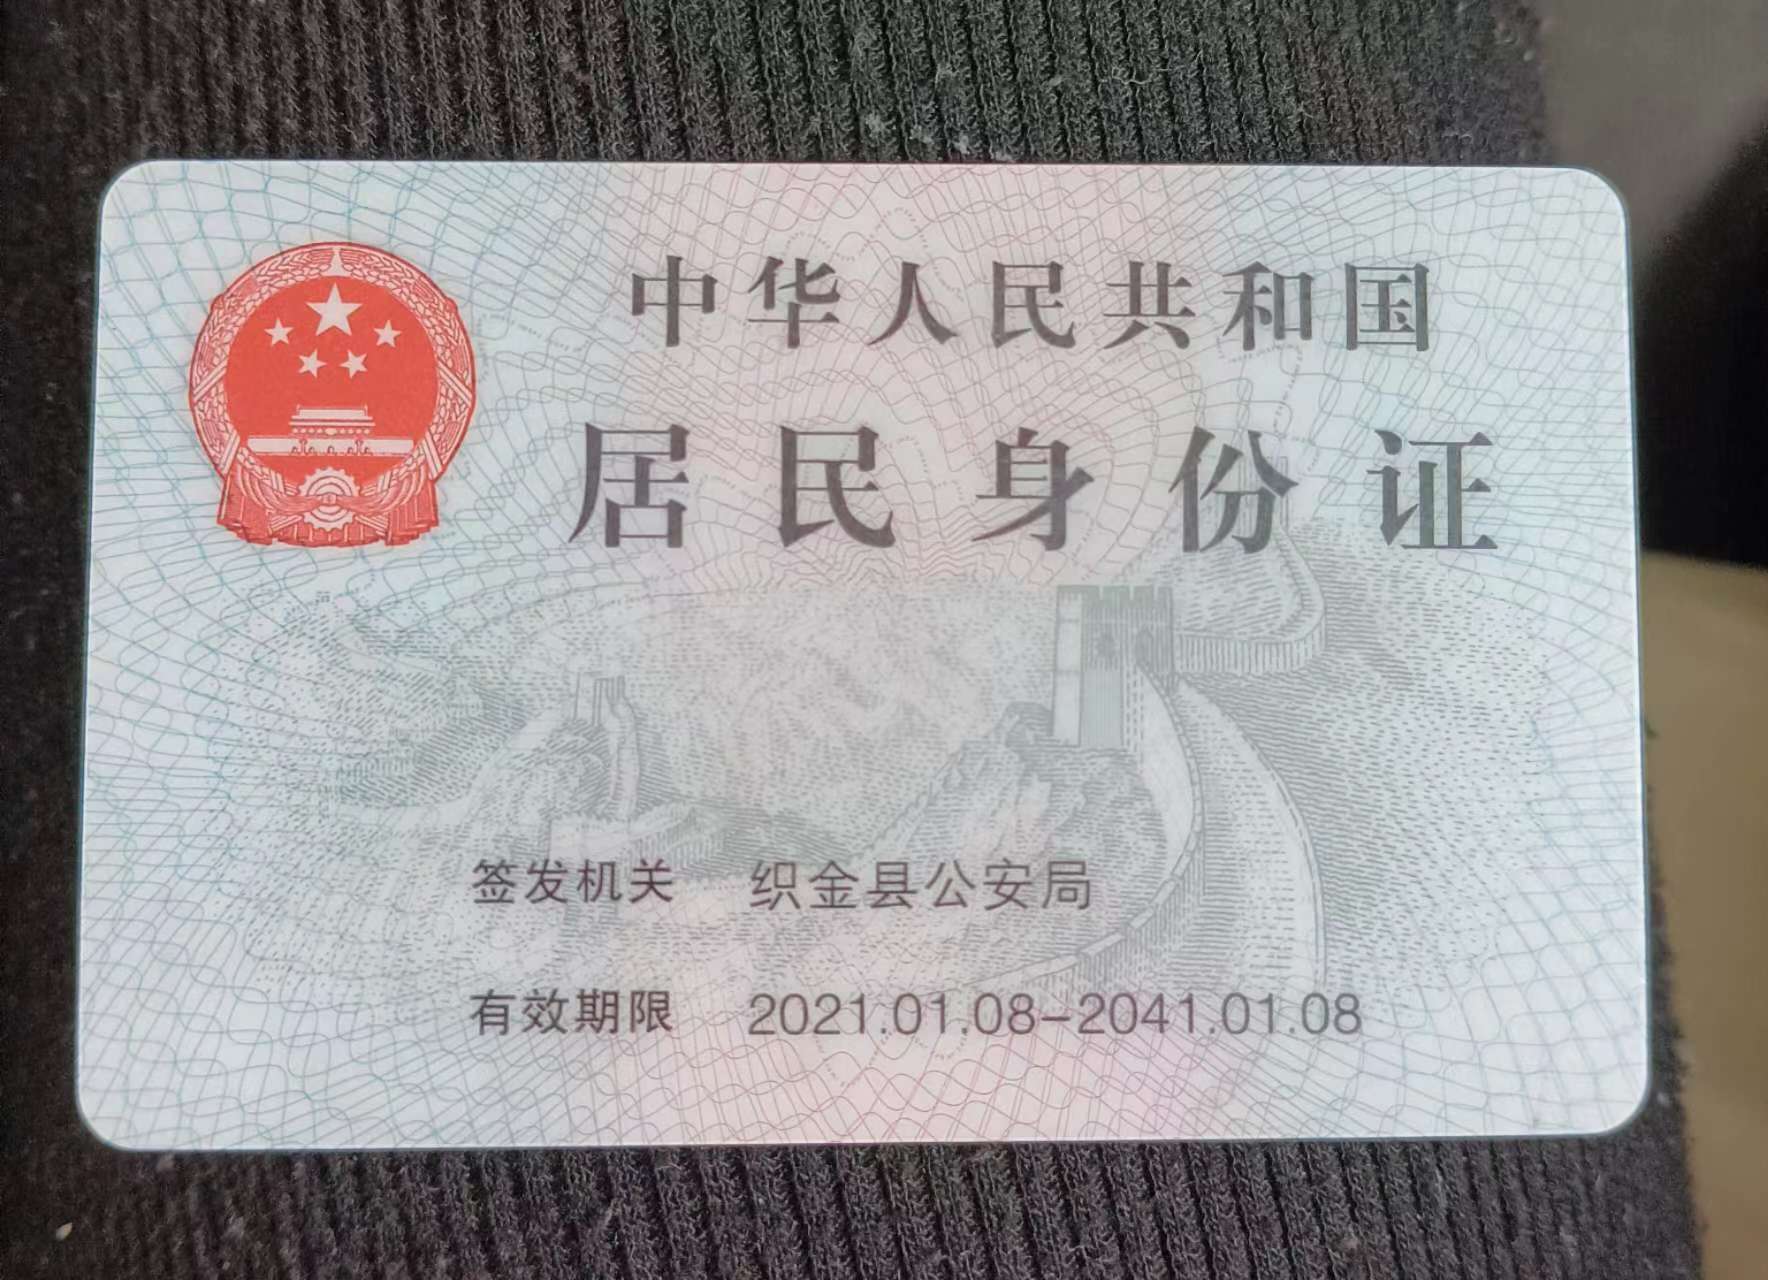 中华人民共和国
居民身份证
签发机关 织金县公安局
有效期限 2021.01.08-2041.01.08